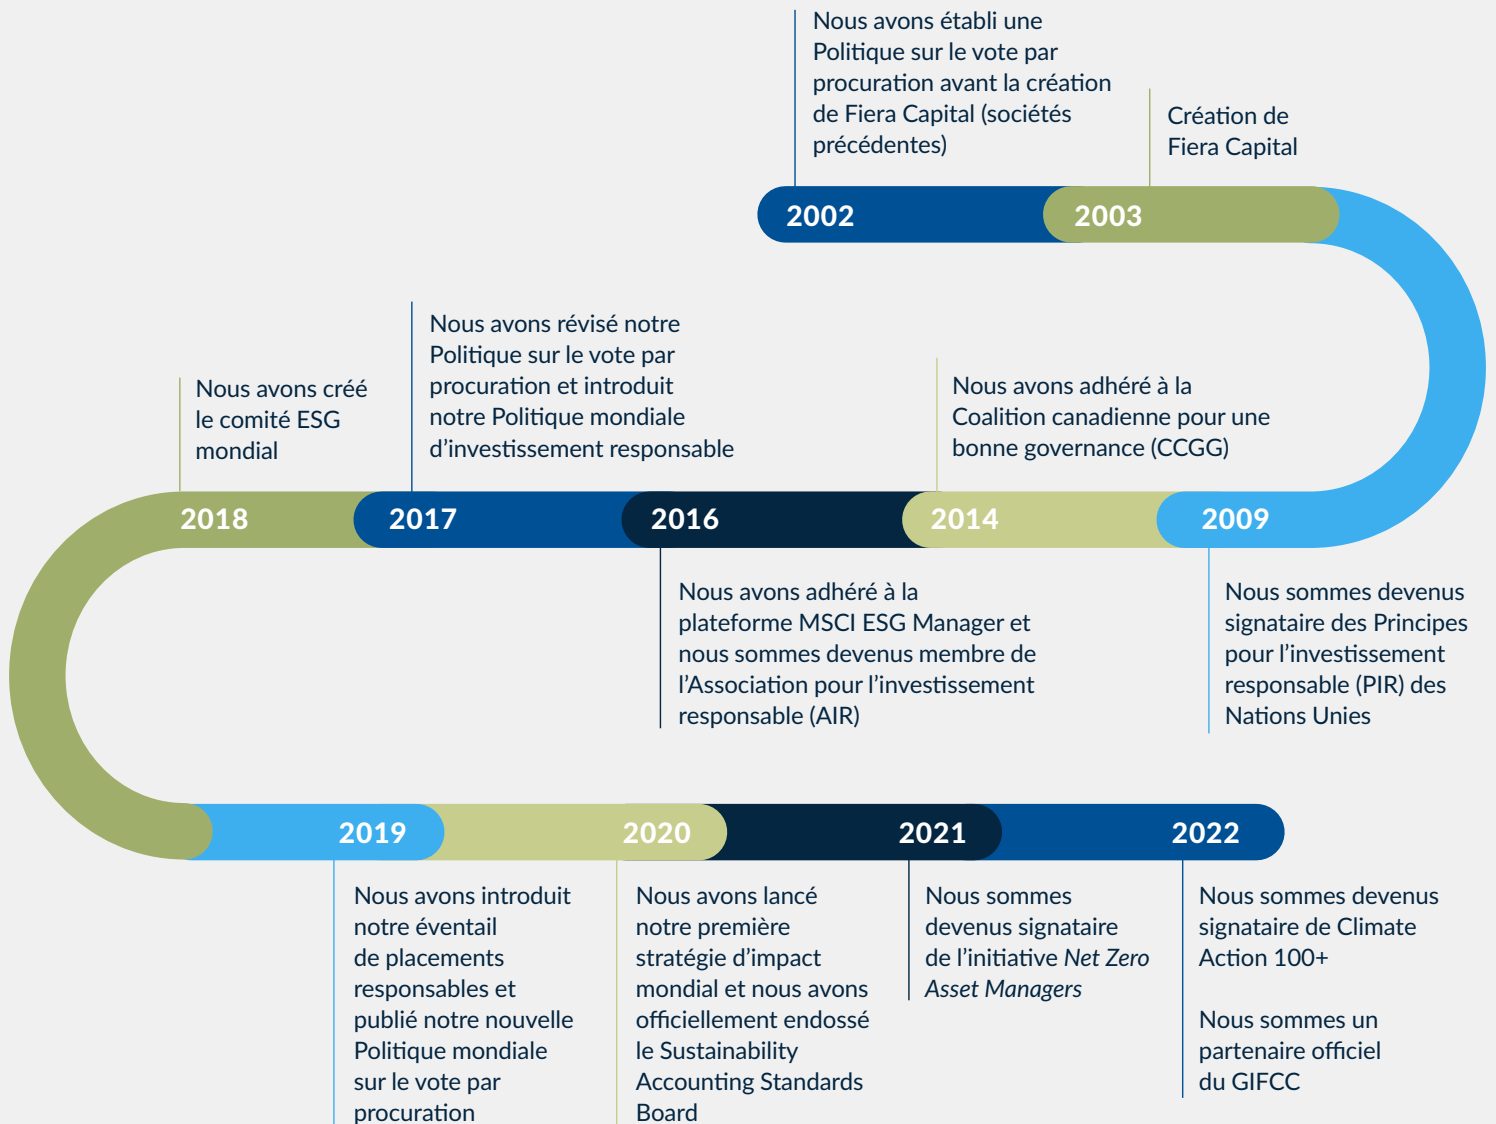 Nous avons établi une
Politique sur le vote par
procuration avant la création
de Fiera Capital (sociétés
précédentes)
Création de
Fiera Capital
2002
2003
Nous avons créé
le comité ESG
mondial
Nous avons révisé notre
Politique sur le vote par
procuration et introduit
notre Politique mondiale
d’investissement responsable
Nous avons adhéré à la
Coalition canadienne pour une
bonne governance (CCGG)
2018
2017
2016
2014
2009
Nous avons adhéré à la
plateforme MSCI ESG Manager et
nous sommes devenus membre de
l’Association pour l’investissement
responsable (AIR)
Nous sommes devenus
signataire des Principes
pour l’investissement
responsable (PIR) des
Nations Unies
2019
2020
2021
2022
Nous avons introduit
notre éventail
de placements
responsables et
publié notre nouvelle
Politique mondiale
sur le vote par
procuration
Nous avons lancé
notre première
stratégie d’impact
mondial et nous avons
officiellement endossé
le Sustainability
Accounting Standards
Board
Nous sommes
devenus signataire
de l’initiative Net Zero
Asset Managers
Nous sommes devenus
signataire de Climate
Action 100+
Nous sommes un
partenaire officiel
du GIFCC